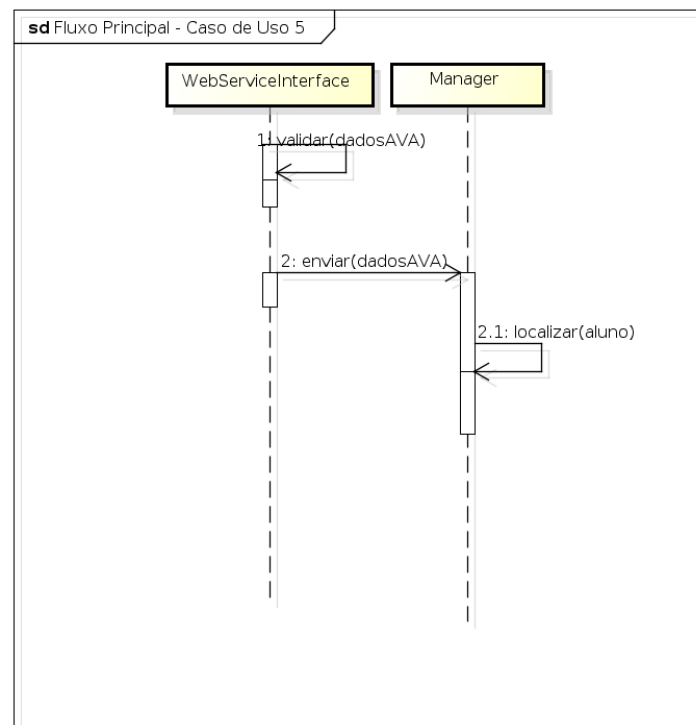 sd Fluxo Principal - Caso de Uso 5
WebServiceInterface
Manager
1: validar(dadosAVA)
2: enviar(dadosAVA)
2.1: localizar(aluno)